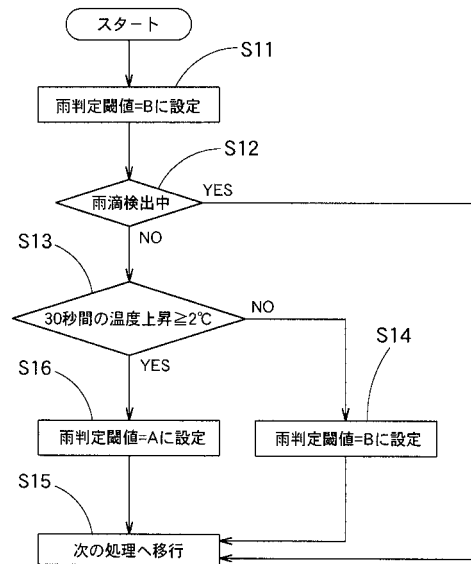 スタート
S11
雨判定閾値=Bに設定
S12
雨滴検出中
YES
NO
S13
30秒間の温度上昇≧2℃
NO
YES
S14
S16
雨判定閾値=Aに設定
雨判定閾値=Bに設定
S15
次の処理へ移行